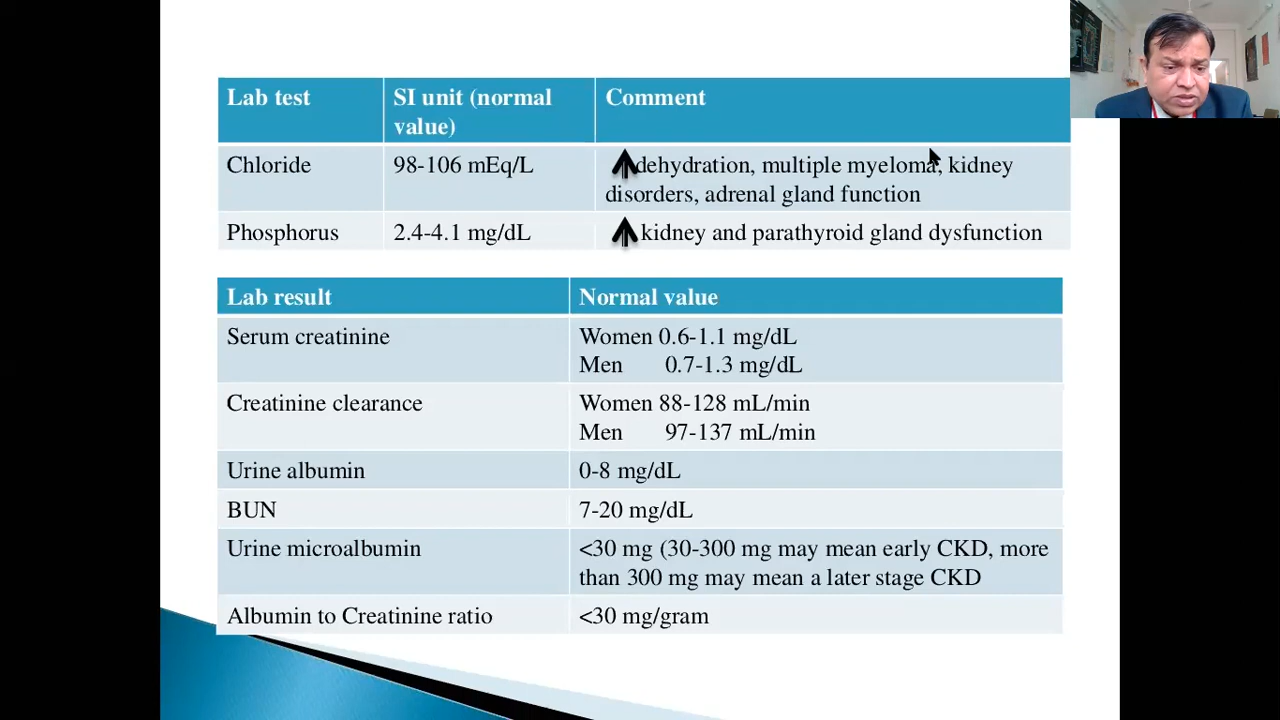 Lab test SI unit (normal value) Comment
Chloride 98-106 mEq/L dehydration, multiple myeloma, kidney
disorders, adrenal gland function
Phosphorus 2.4-4.1 mg/dL kidney and parathyroid gland dysfunction
Lab result Normal value
Serum creatinine Women 0.6-1.1 mg/dL
Men 0.7-1.3 mg/dL
Creatinine clearance Women 88-128 mL/min
Men 97-137 mL/min
Urine albumin 0-8 mg/dL
BUN 7-20 mg/dL
Urine microalbumin <30 mg (30-300 mg may mean early CKD, more
than 300 mg may mean a later stage CKD
Albumin to Creatinine ratio <30 mg/gram